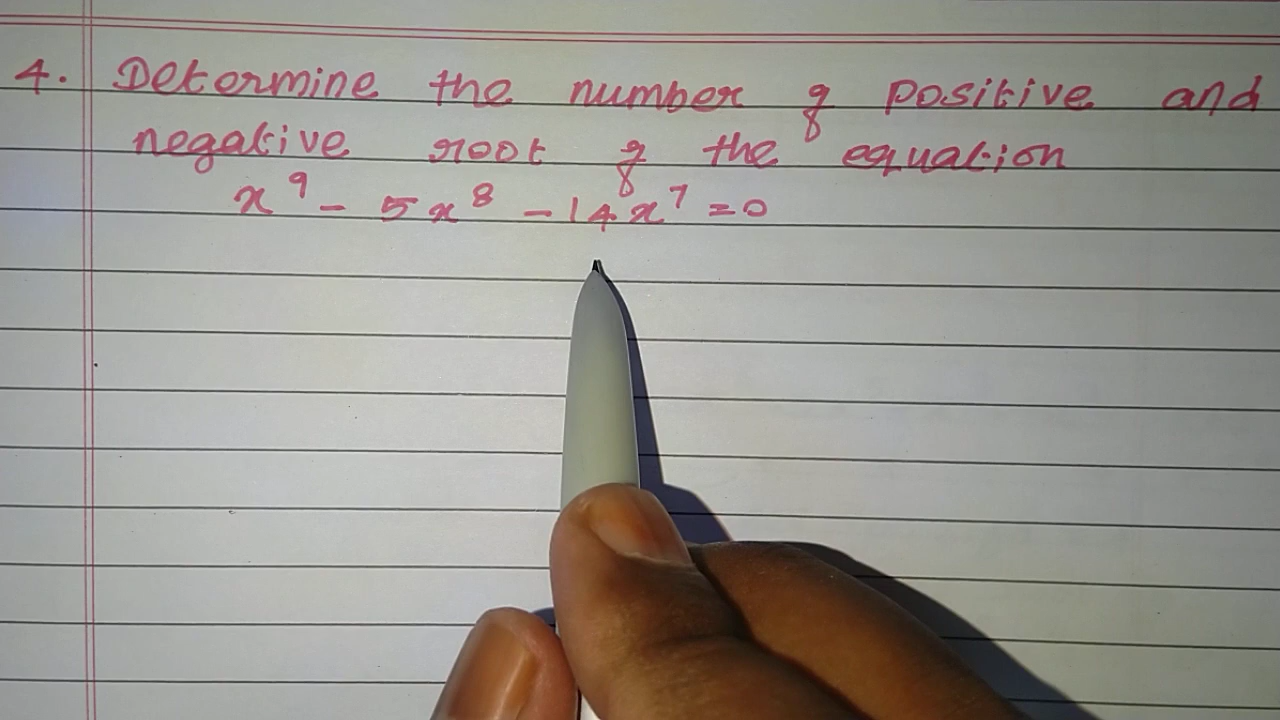 4. Determine the number of positive and
negative root of the equation
x⁹ - 5x⁸ - 14x⁷ = 0